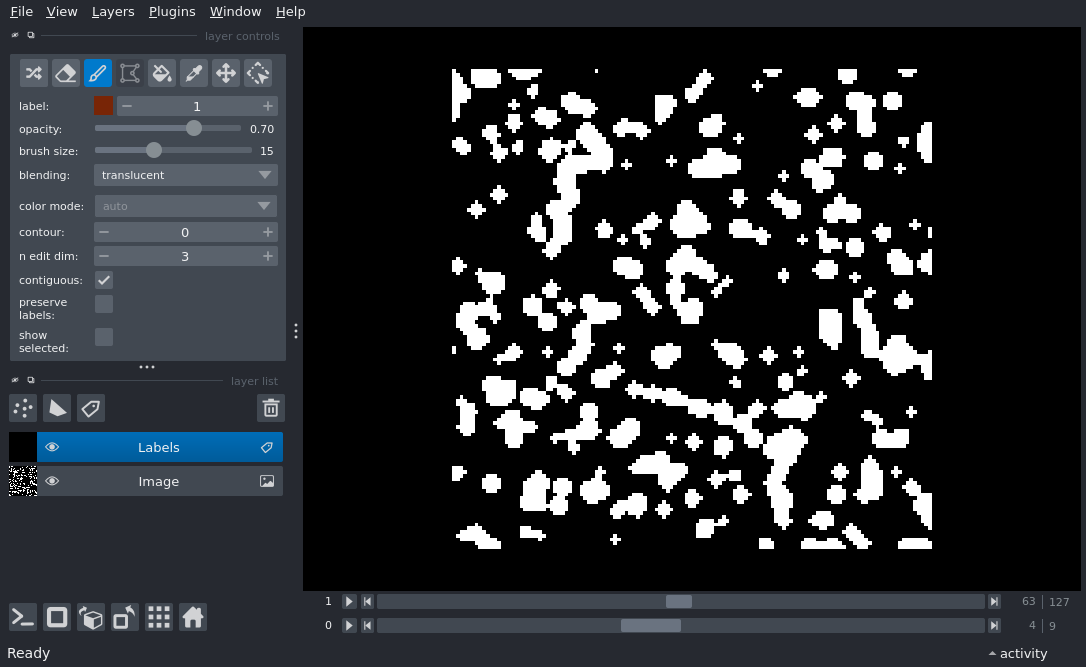 File View Layers Plugins Window Help
layer controls
label: 1
opacity: 0.70
brush size: 15
blending: translucent
color mode: auto
contour: 0
n edit dim: 3
contiguous:
preserve
labels:
show
selected:
layer list
Labels
Image
1 63 127
0 4 9
Ready activity